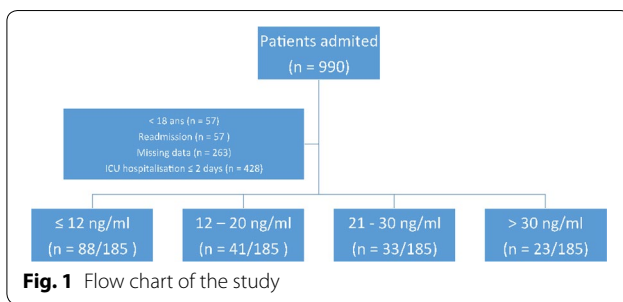 Patients admited
(n = 990)
< 18 ans (n = 57)
Readmission (n = 57 )
Missing data (n = 263)
ICU hospitalisation ≤ 2 days (n = 428)
≤ 12 ng/ml
(n = 88/185 )
12 – 20 ng/ml
(n = 41/185 )
21 - 30 ng/ml
(n = 33/185)
> 30 ng/ml
(n = 23/185)
Fig. 1 Flow chart of the study